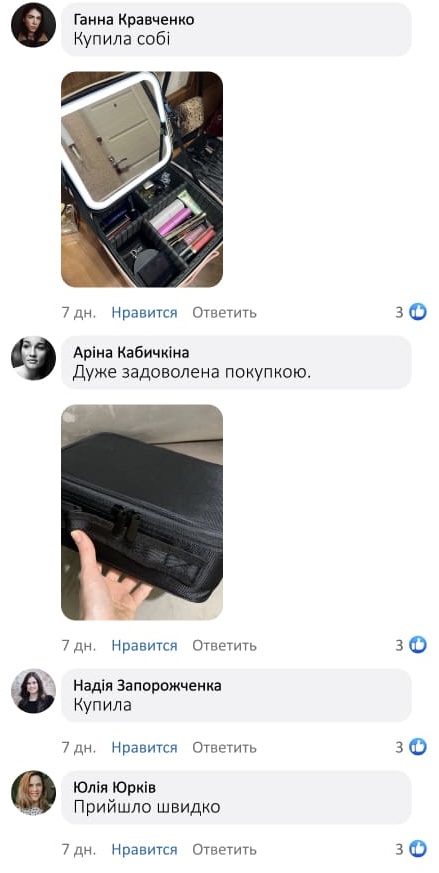 Ганна Кравченко
Купила собі
7 дн. Нравится Ответить 3
Аріна Кабичкіна
Дуже задоволена покупкою.
7 дн. Нравится Ответить 3
Надія Запорожченка
Купила
7 дн. Нравится Ответить 3
Юлія Юрків
Прийшло швидко
7 дн. Нравится Ответить 3